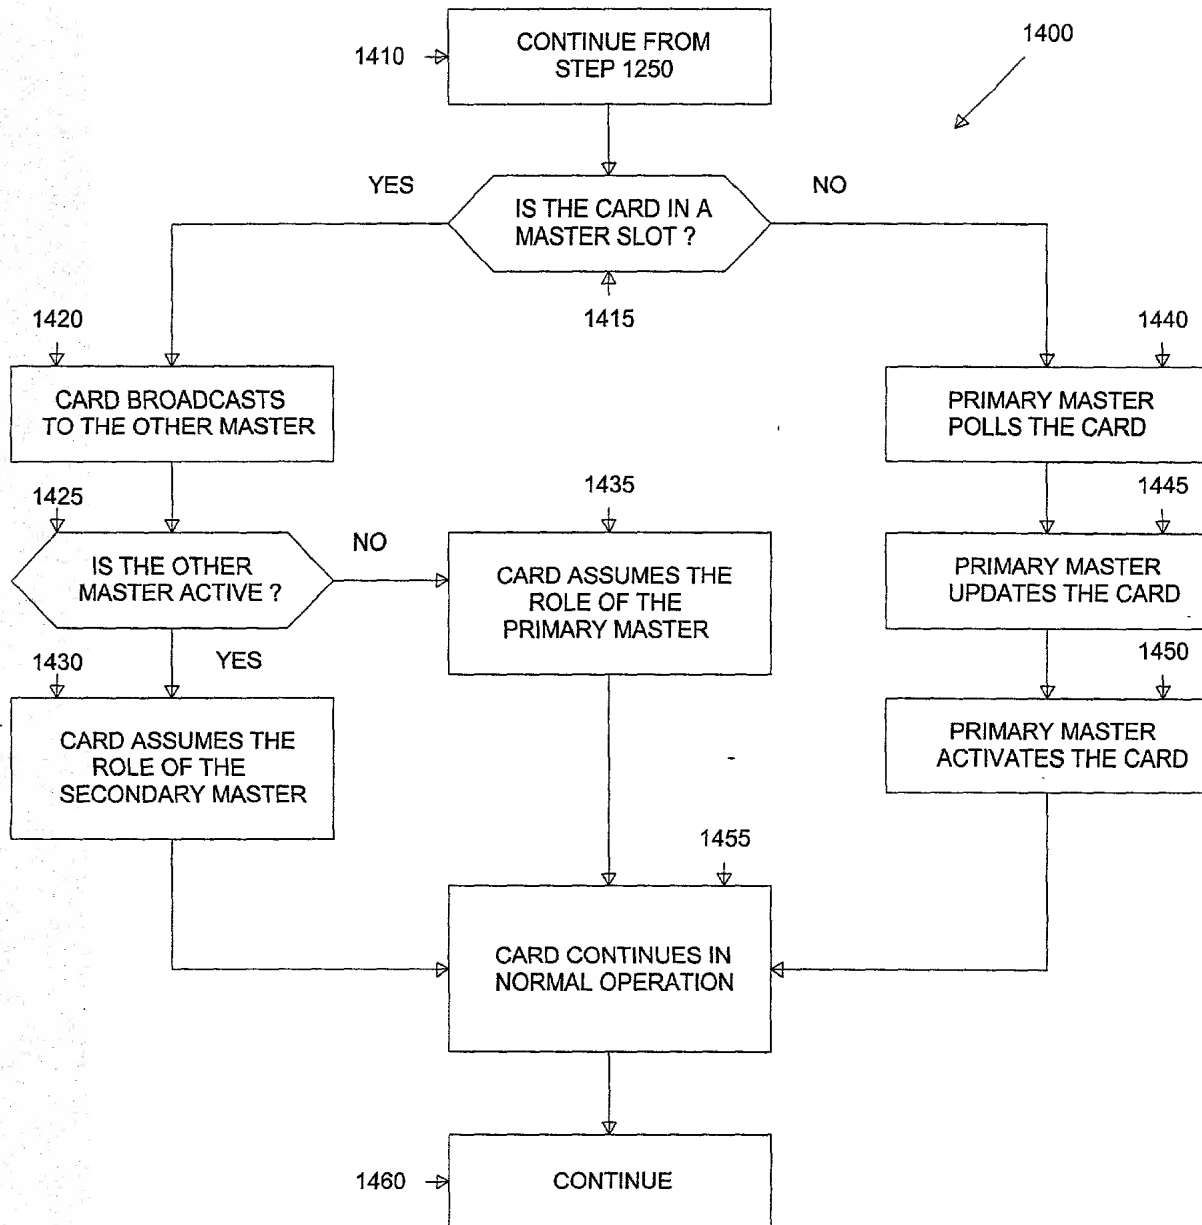 1410
CONTINUE FROM
STEP 1250
1400
YES
NO
IS THE CARD IN A
MASTER SLOT ?
1415
1420
CARD BROADCASTS
TO THE OTHER MASTER
1440
PRIMARY MASTER
POLLS THE CARD
1425
IS THE OTHER
MASTER ACTIVE ?
NO
YES
1435
CARD ASSUMES THE
ROLE OF THE
PRIMARY MASTER
1445
PRIMARY MASTER
UPDATES THE CARD
1430
CARD ASSUMES THE
ROLE OF THE
SECONDARY MASTER
1450
PRIMARY MASTER
ACTIVATES THE CARD
1455
CARD CONTINUES IN
NORMAL OPERATION
1460
CONTINUE